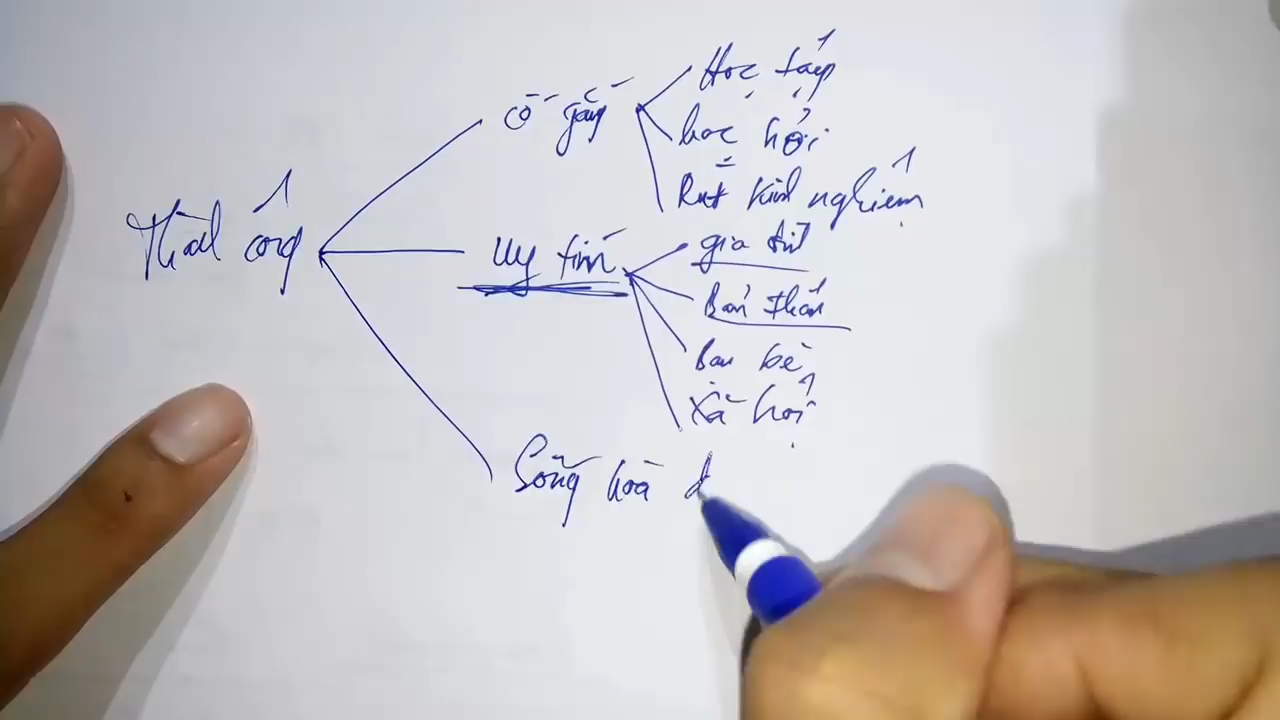 Thành công
Cố gắng
Học tập
học hỏi
Rút kinh nghiệm
Uy tín
gia đình
Bản thân
Bạn bè
Xã hội
Sống hoà đ